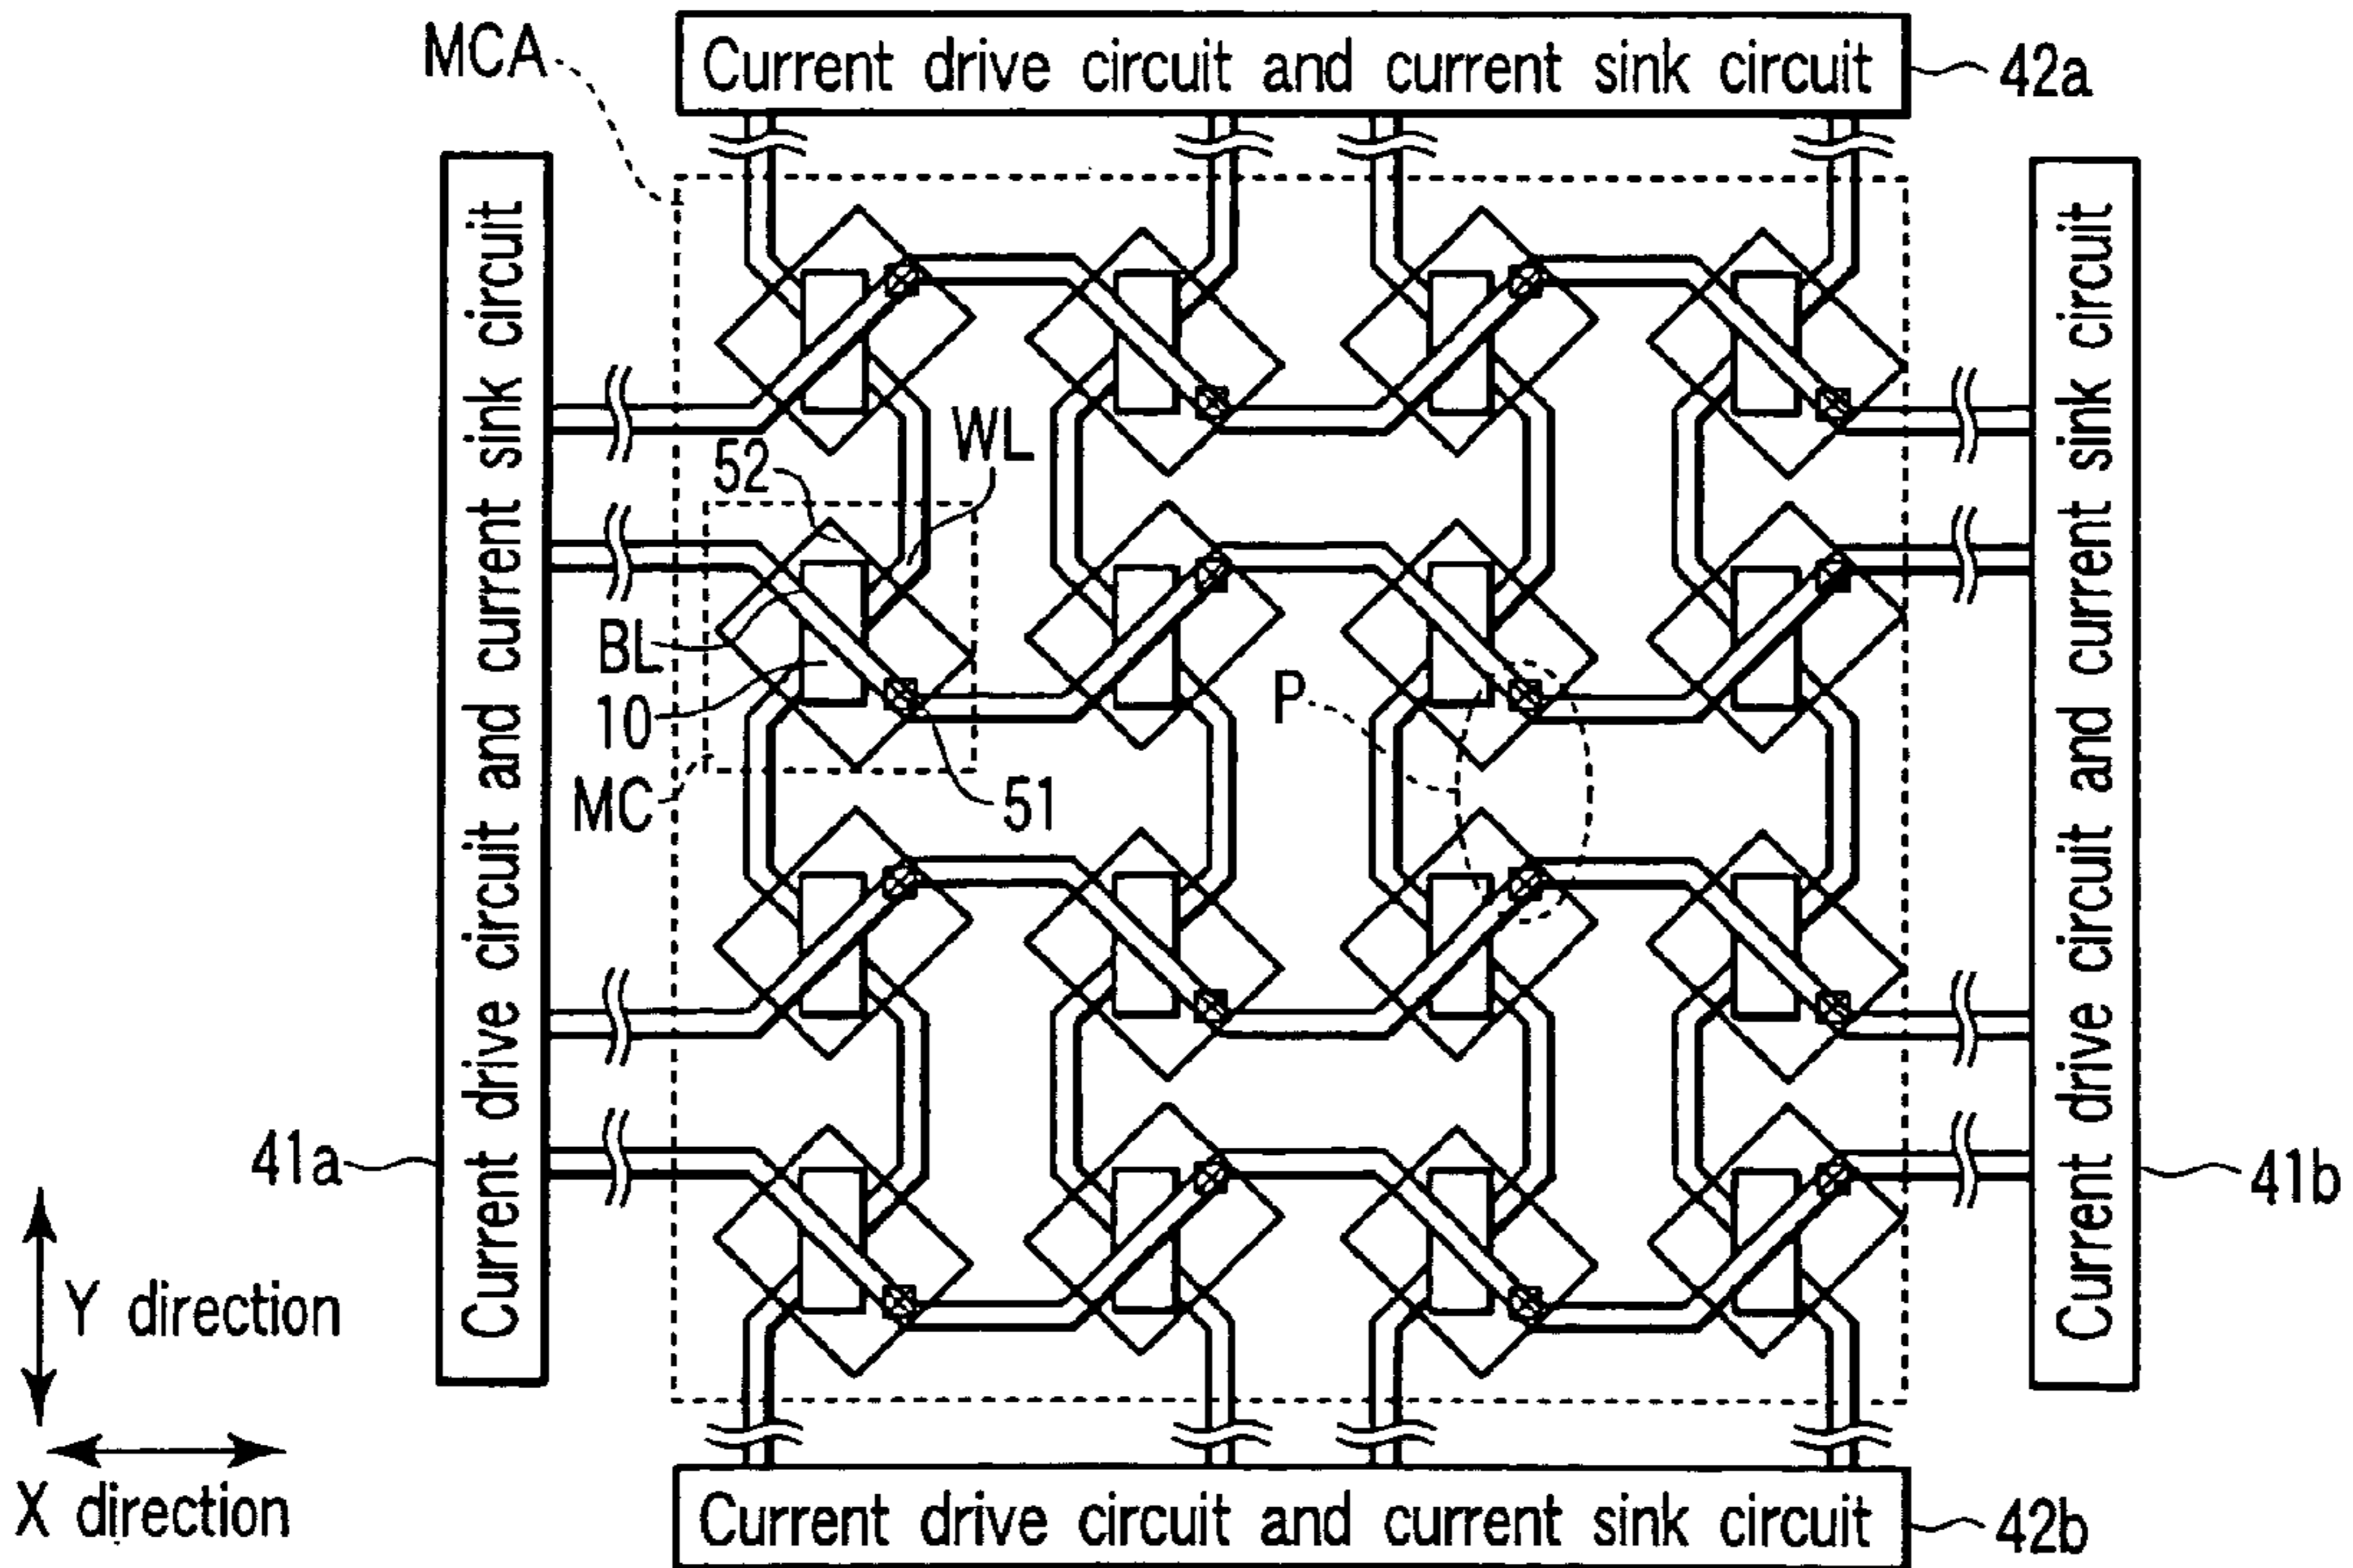 MCA
Current drive circuit and current sink circuit
42a
Current drive circuit and current sink circuit
Current drive circuit and current sink circuit
52
WL
BL
10
MC
51
P
41a
41b
Y direction
X direction
Current drive circuit and current sink circuit
42b